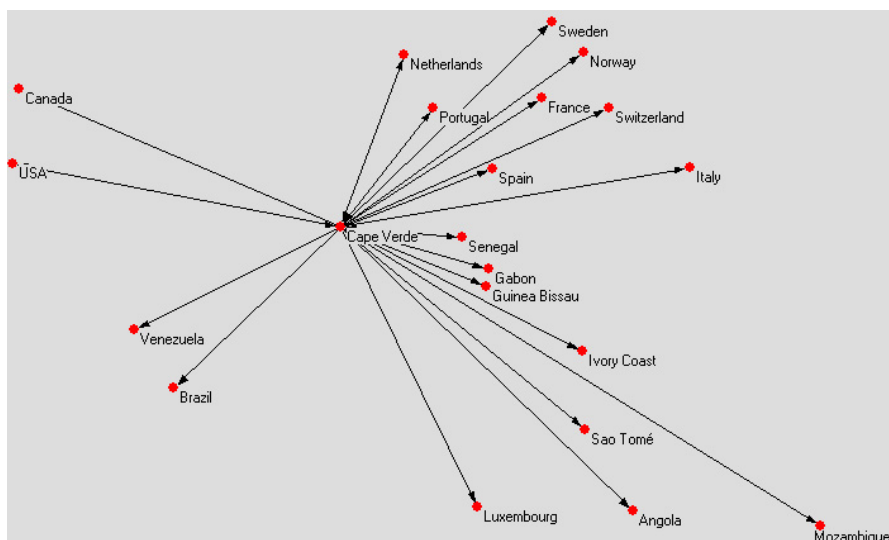 Sweden
Netherlands
Norway
Canada
Portugal
France
Switzerland
USA
Spain
Italy
Cape Verde
Senegal
Gabon
Guinea Bissau
Venezuela
Ivory Coast
Brazil
Sao Tomé
Luxembourg
Angola
Mozambique